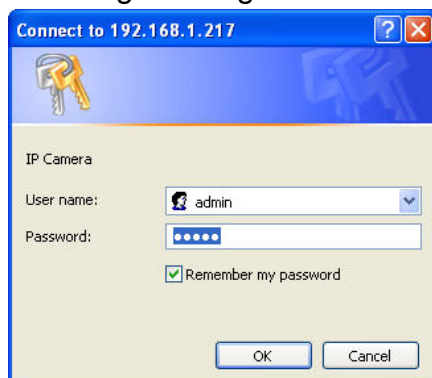 Connect to 192.168.1.217
IP Camera
User name:
admin
Password:
•••••
Remember my password
OK
Cancel